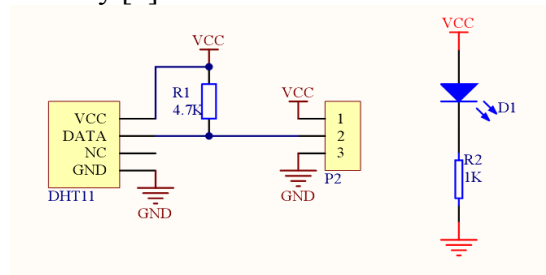 VCC
R1
4.7K
VCC
DATA
NC
GND
DHT11
GND
VCC
1
2
3
P2
GND
VCC
D1
R2
1K